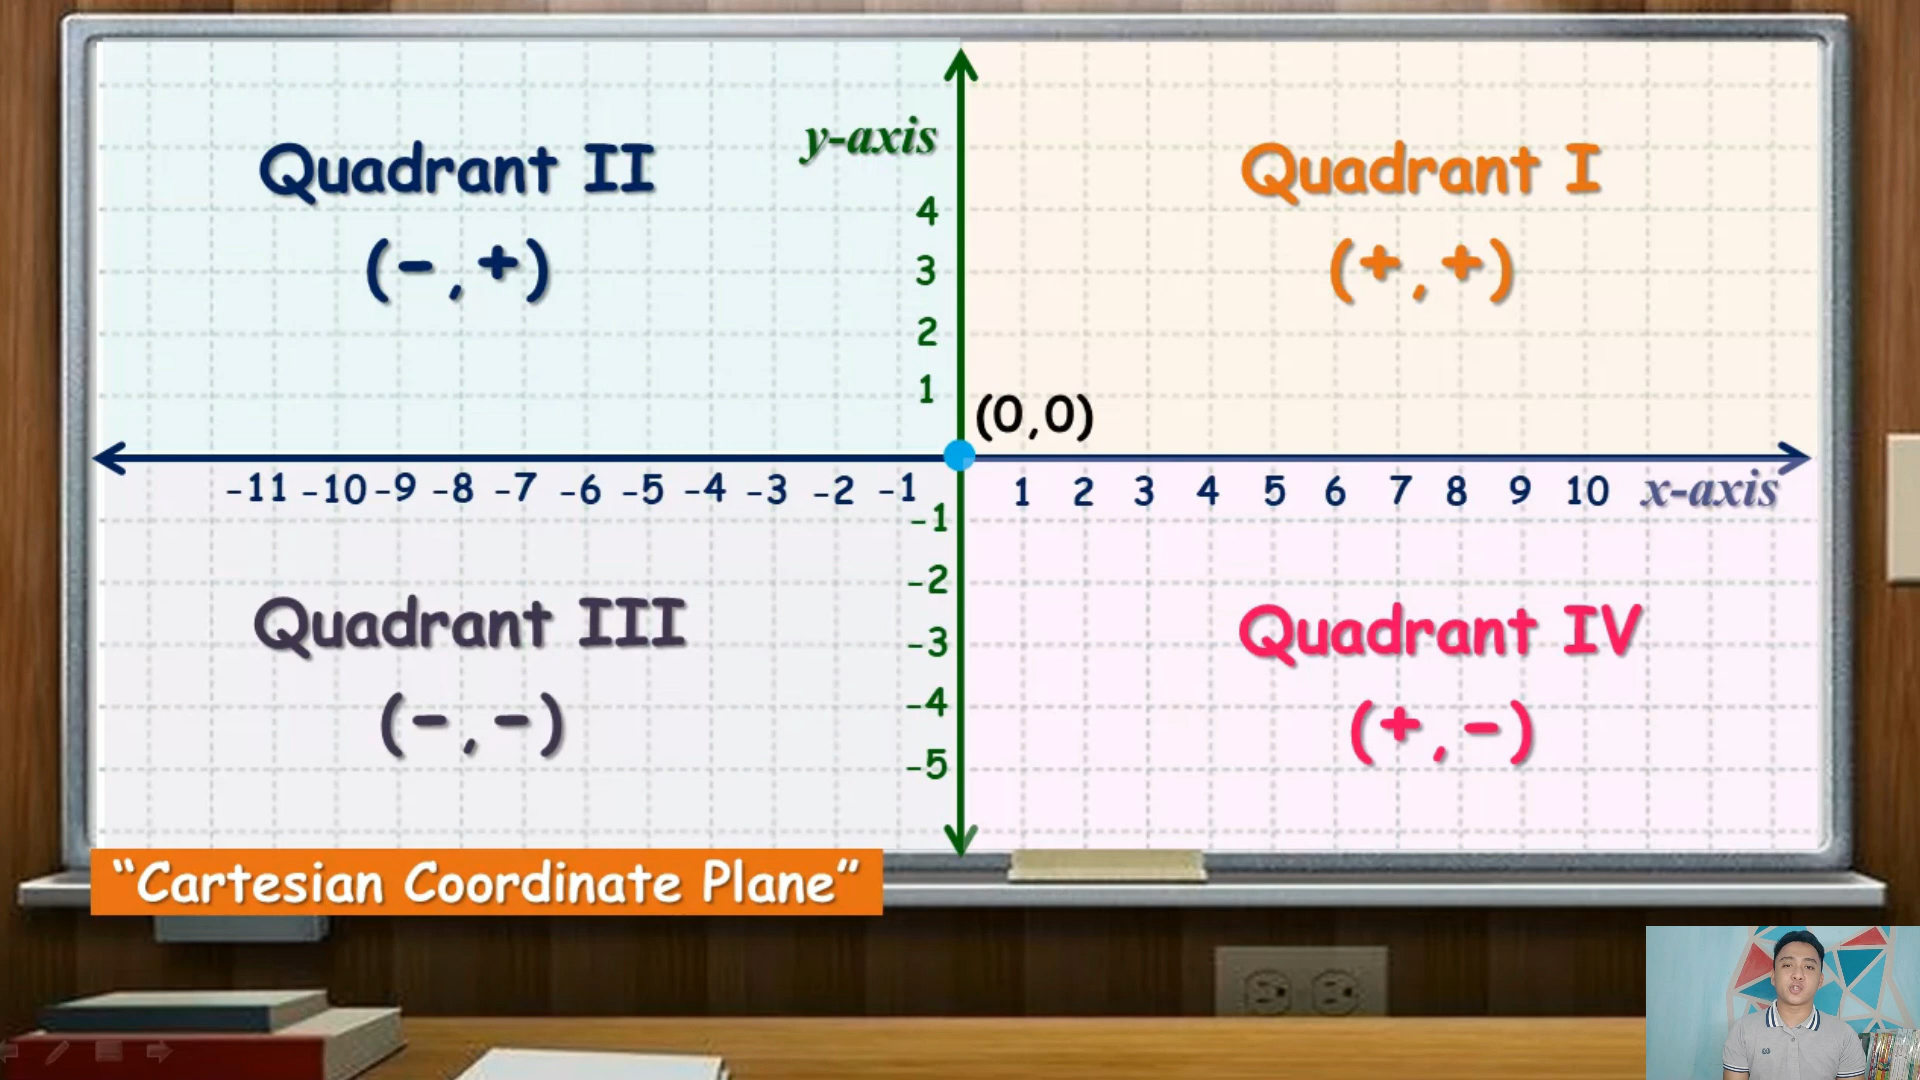 y-axis
Quadrant II
(-,+)
Quadrant I
(+,+)
4
3
2
1
(0,0)
-11 -10 -9 -8 -7 -6 -5 -4 -3 -2 -1 1 2 3 4 5 6 7 8 9 10 x-axis
-1
-2
-3
-4
-5
Quadrant III
(-,-)
Quadrant IV
(+,-)
“Cartesian Coordinate Plane”